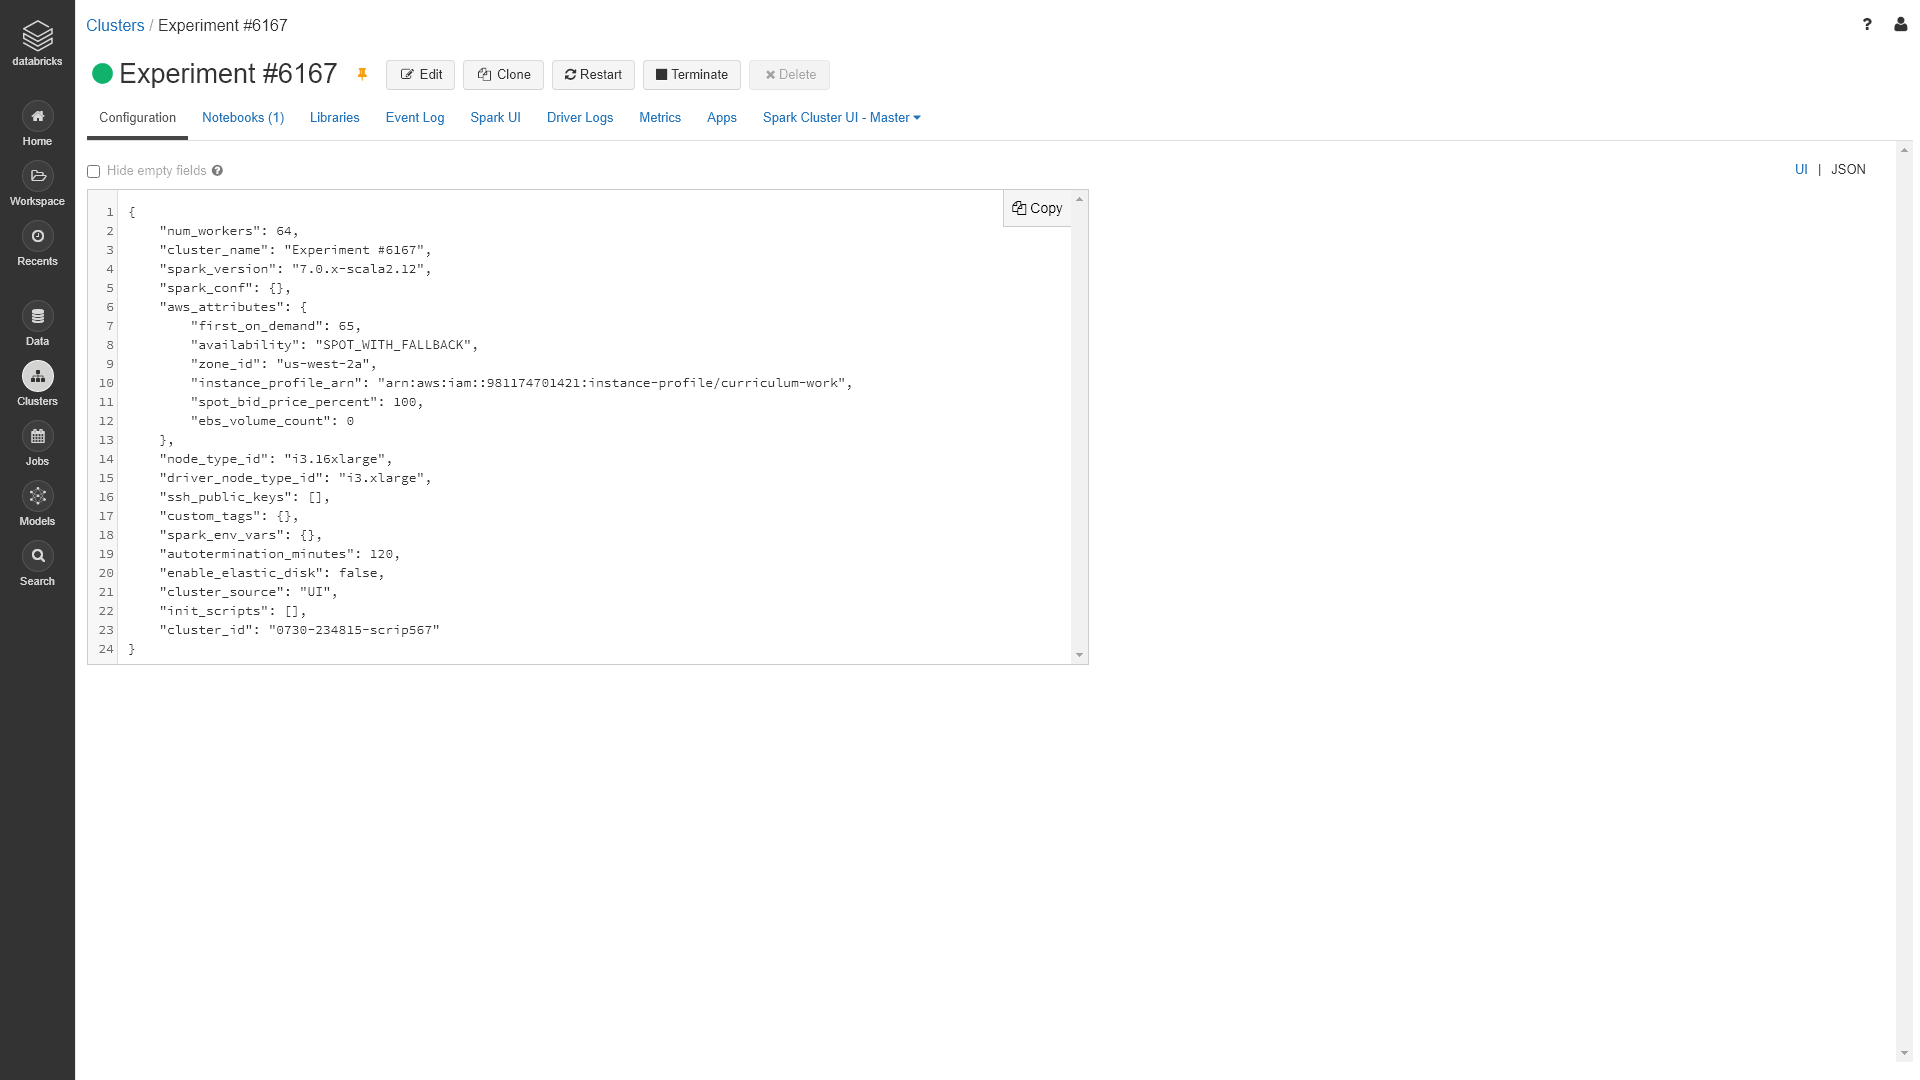 databricks
Home
Workspace
Recents
Data
Clusters
Jobs
Models
Search
Clusters / Experiment #6167
?
Experiment #6167
Edit
Clone
Restart
Terminate
Delete
Configuration
Notebooks (1)
Libraries
Event Log
Spark UI
Driver Logs
Metrics
Apps
Spark Cluster UI - Master
Hide empty fields ?
UI | JSON
Copy
1 {
2     "num_workers": 64,
3     "cluster_name": "Experiment #6167",
4     "spark_version": "7.0.x-scala2.12",
5     "spark_conf": {},
6     "aws_attributes": {
7         "first_on_demand": 65,
8         "availability": "SPOT_WITH_FALLBACK",
9         "zone_id": "us-west-2a",
10         "instance_profile_arn": "arn:aws:iam::981174701421:instance-profile/curriculum-work",
11         "spot_bid_price_percent": 100,
12         "ebs_volume_count": 0
13     },
14     "node_type_id": "i3.16xlarge",
15     "driver_node_type_id": "i3.xlarge",
16     "ssh_public_keys": [],
17     "custom_tags": {},
18     "spark_env_vars": {},
19     "autotermination_minutes": 120,
20     "enable_elastic_disk": false,
21     "cluster_source": "UI",
22     "init_scripts": [],
23     "cluster_id": "0730-234815-scrip567"
24 }